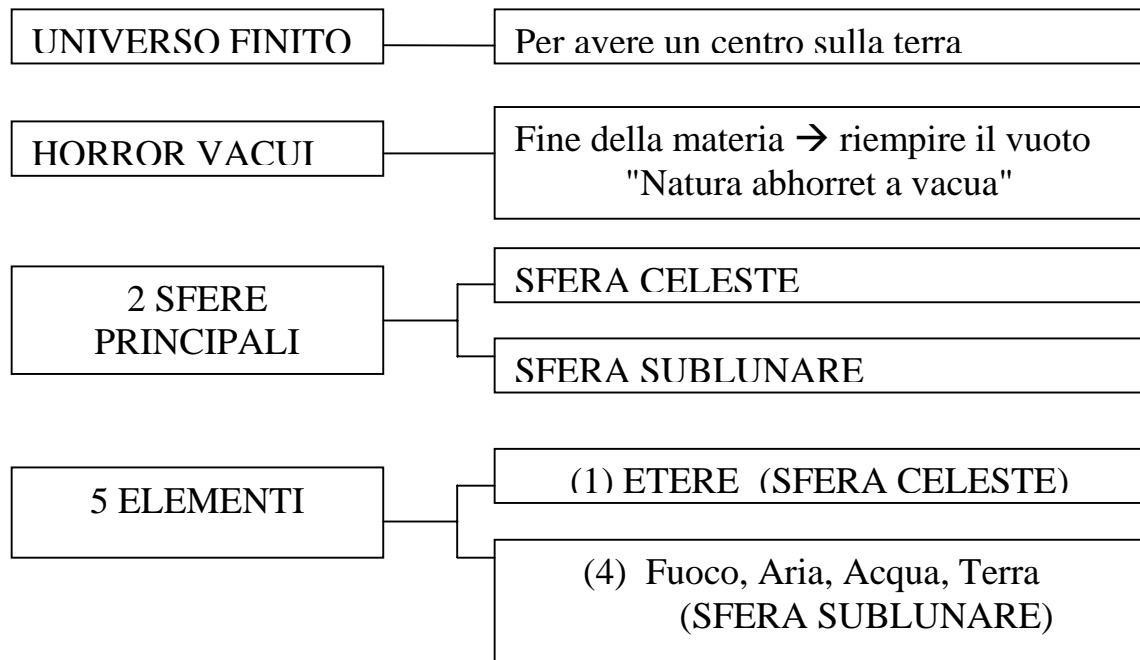 UNIVERSO FINITO
Per avere un centro sulla terra
HORROR VACUI
Fine della materia → riempire il vuoto
"Natura abhorret a vacua"
2 SFERE
PRINCIPALI
SFERA CELESTE
SFERA SUBLUNARE
5 ELEMENTI
(1) ETERE (SFERA CELESTE)
(4) Fuoco, Aria, Acqua, Terra
(SFERA SUBLUNARE)